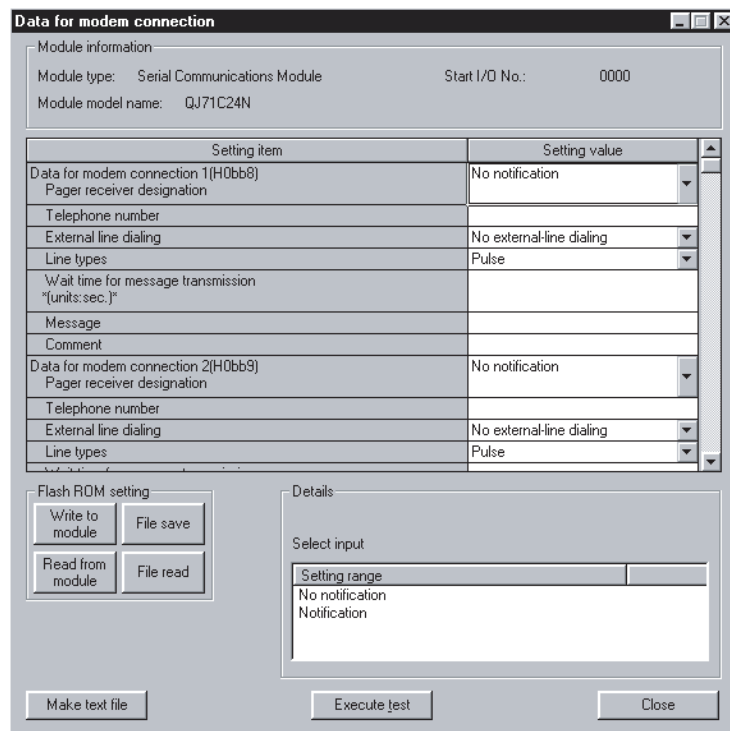 Data for modem connection
Module information
Module type: Serial Communications Module Start I/O No.: 0000
Module model name: QJ71C24N
Setting item Setting value
Data for modem connection 1(H0bb8) No notification
Pager receiver designation
Telephone number
External line dialing No external-line dialing
Line types Pulse
Wait time for message transmission
*(units:sec.)*
Message
Comment
Data for modem connection 2(H0bb9) No notification
Pager receiver designation
Telephone number
External line dialing No external-line dialing
Line types Pulse
Flash ROM setting
Write to
module
File save
Read from
module
File read
Details
Select input
Setting range
No notification
Notification
Make text file Execute test Close